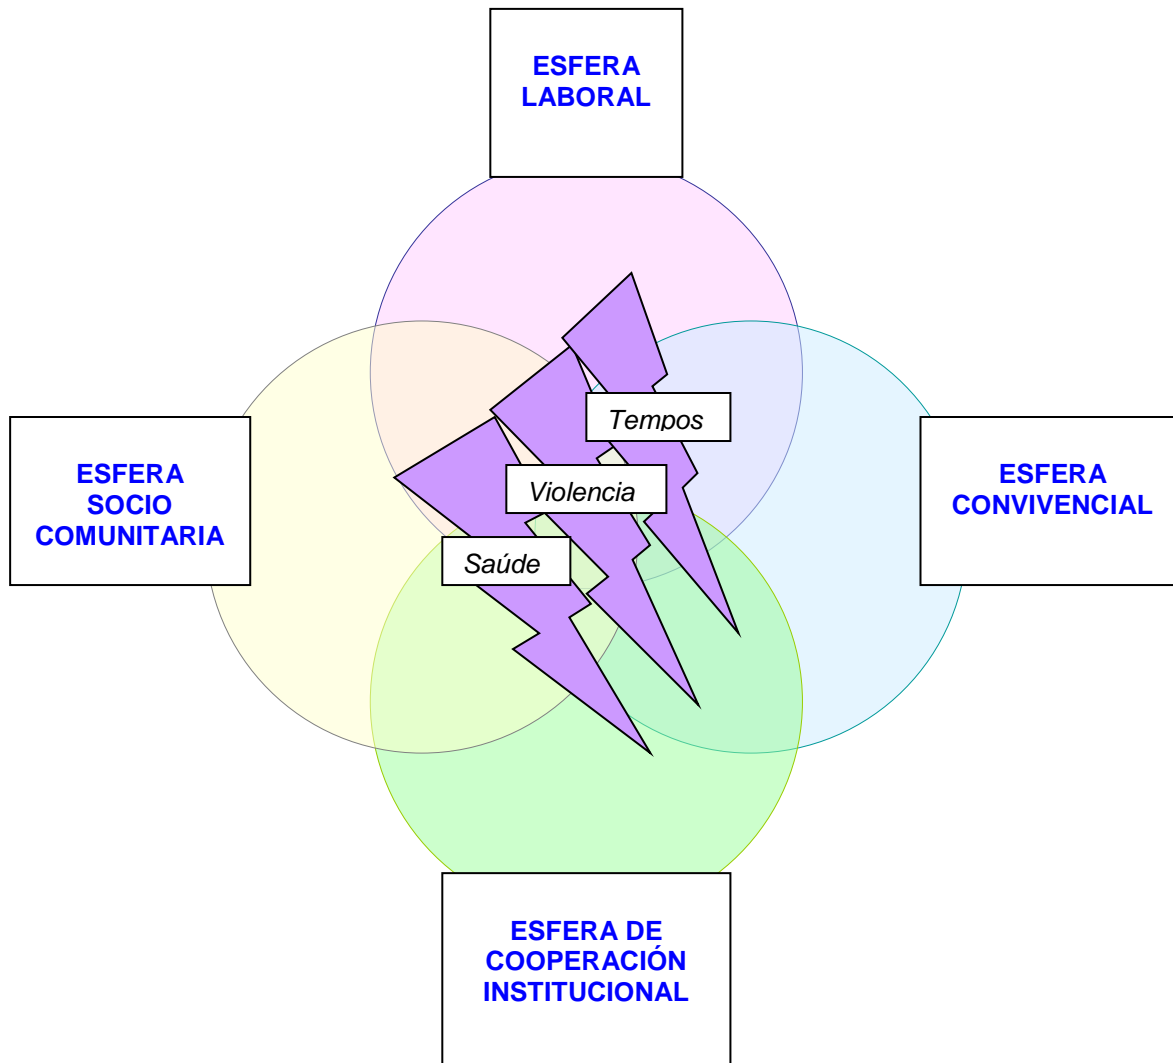 ESFERA
LABORAL
Tempos
ESFERA
SOCIO
COMUNITARIA
Violencia
ESFERA
CONVIVENCIAL
Saúde
ESFERA DE
COOPERACIÓN
INSTITUCIONAL